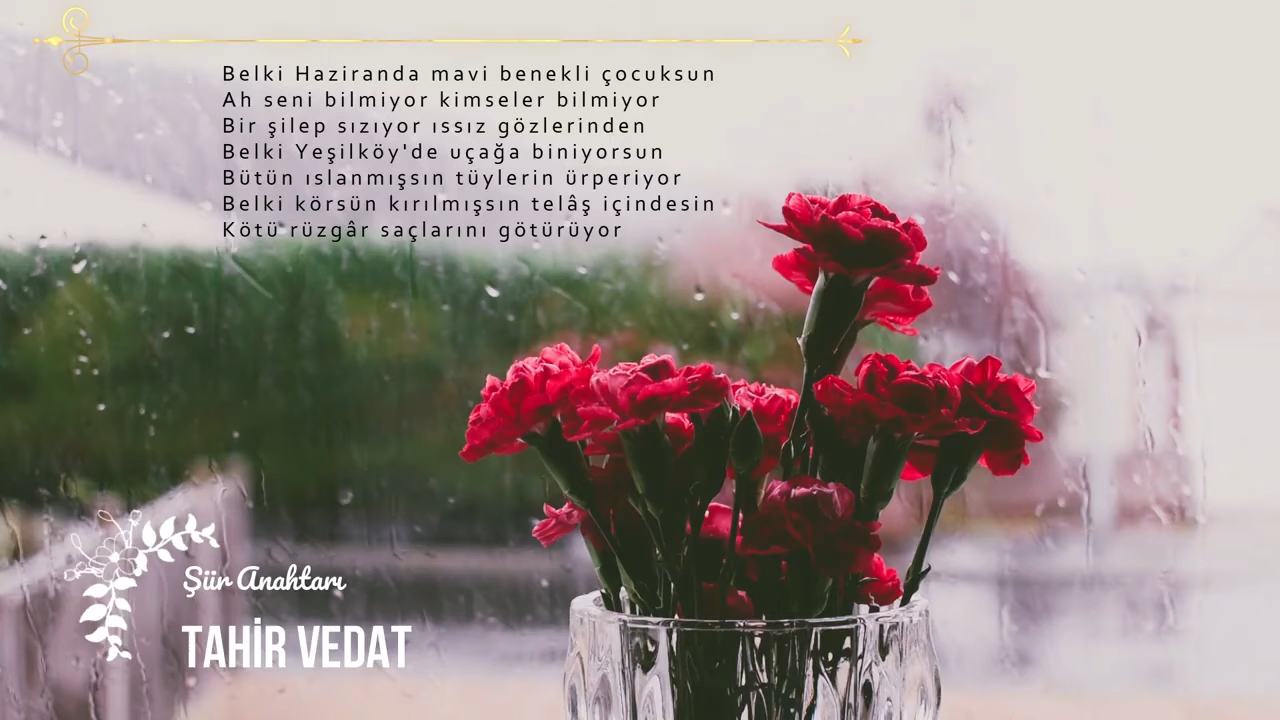 Belki Haziranda mavi benekli çocuksun
Ah seni bilmiyor kimseler bilmiyor
Bir şilep sızıyor ıssız gözlerinden
Belki Yeşilköy'de uçağa biniyorsun
Bütün ıslanmışsın tüylerin ürperiyor
Belki körsün kırılmışsın telâş içindesin
Kötü rüzgâr saçlarını götürüyor
Şiir Anahtarı
TAHİR VEDAT